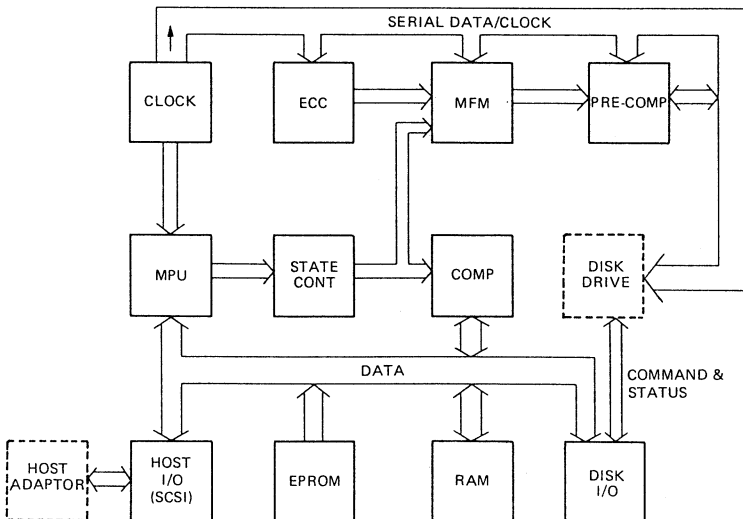 SERIAL DATA/CLOCK
CLOCK
ECC
MFM
PRE-COMP
MPU
STATE
CONT
COMP
DISK
DRIVE
DATA
COMMAND &
STATUS
HOST
ADAPTOR
HOST
I/O
(SCSI)
EPROM
RAM
DISK
I/O